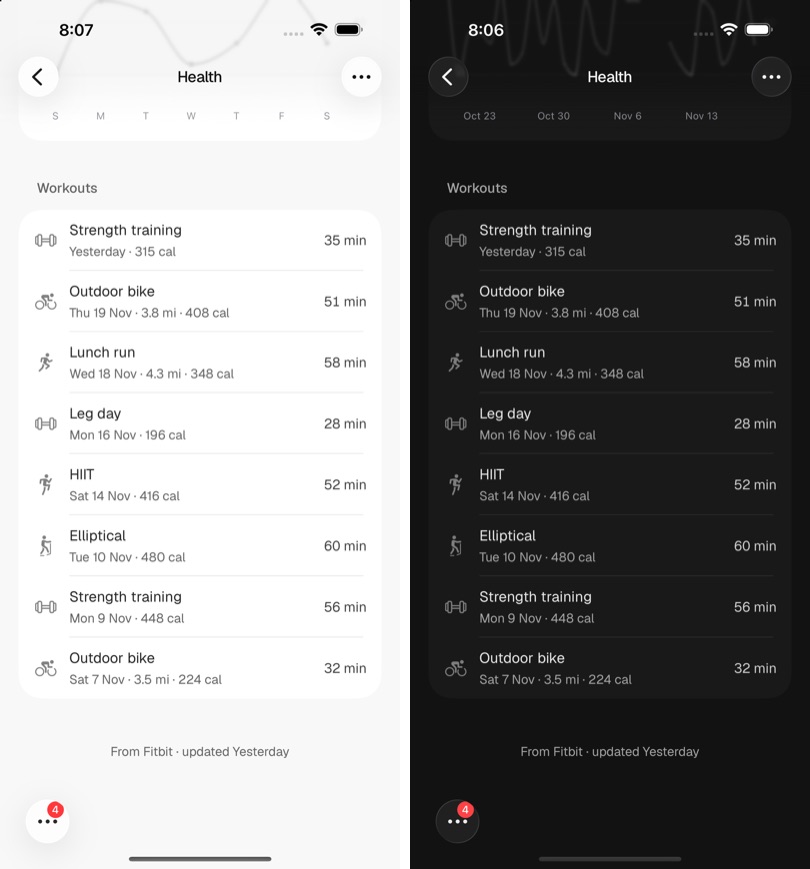 8:07
Health
S M T W T F S
Workouts
Strength training
Yesterday · 315 cal
35 min
Outdoor bike
Thu 19 Nov · 3.8 mi · 408 cal
51 min
Lunch run
Wed 18 Nov · 4.3 mi · 348 cal
58 min
Leg day
Mon 16 Nov · 196 cal
28 min
HIIT
Sat 14 Nov · 416 cal
52 min
Elliptical
Tue 10 Nov · 480 cal
60 min
Strength training
Mon 9 Nov · 448 cal
56 min
Outdoor bike
Sat 7 Nov · 3.5 mi · 224 cal
32 min
From Fitbit · updated Yesterday
4
8:06
Health
Oct 23 Oct 30 Nov 6 Nov 13
Workouts
Strength training
Yesterday · 315 cal
35 min
Outdoor bike
Thu 19 Nov · 3.8 mi · 408 cal
51 min
Lunch run
Wed 18 Nov · 4.3 mi · 348 cal
58 min
Leg day
Mon 16 Nov · 196 cal
28 min
HIIT
Sat 14 Nov · 416 cal
52 min
Elliptical
Tue 10 Nov · 480 cal
60 min
Strength training
Mon 9 Nov · 448 cal
56 min
Outdoor bike
Sat 7 Nov · 3.5 mi · 224 cal
32 min
From Fitbit · updated Yesterday
4